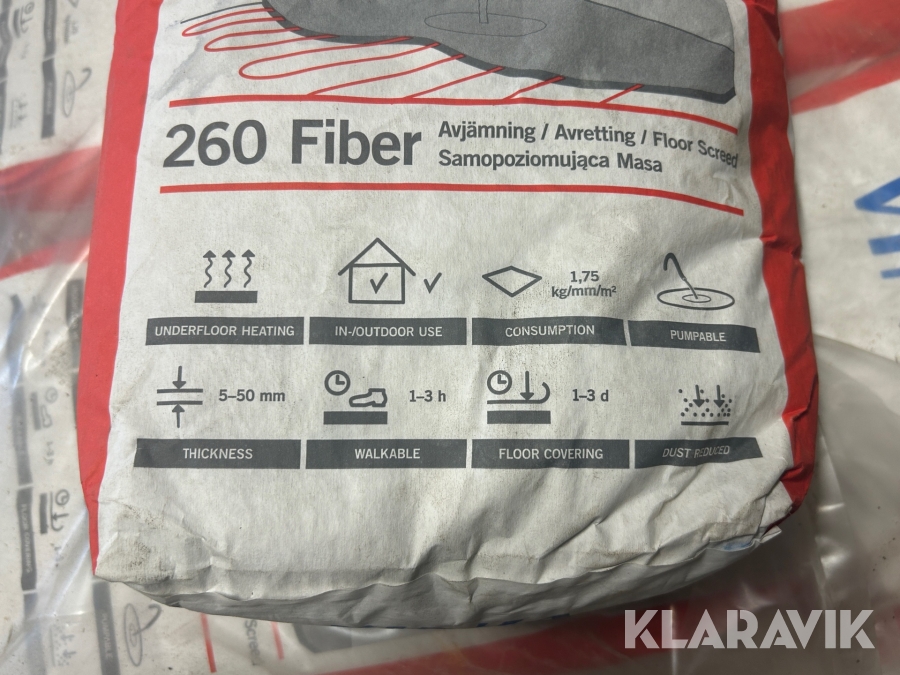 260 Fiber
Avjämning / Avretting / Floor Screed
Samopoziomująca Masa
1,75
kg/mm/m²
UNDERFLOOR HEATING
IN-/OUTDOOR USE
CONSUMPTION
PUMPABLE
5–50 mm
1–3 h
1–3 d
THICKNESS
WALKABLE
FLOOR COVERING
DUST REDUCED
KLARAVIK